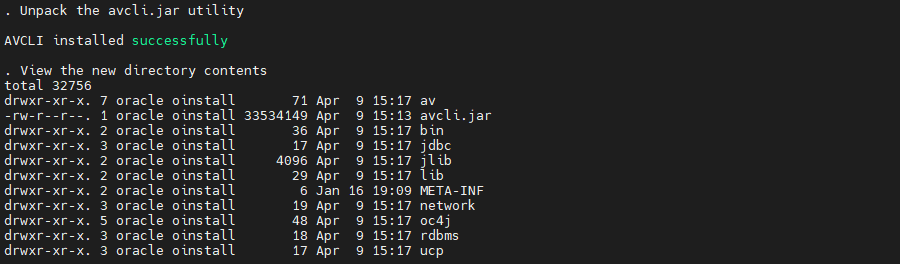 . Unpack the avcli.jar utility
AVCLI installed successfully
. View the new directory contents
total 32756
drwxr-xr-x. 7 oracle oinstall       71 Apr  9 15:17 av
-rw-r--r--. 1 oracle oinstall 33534149 Apr  9 15:13 avcli.jar
drwxr-xr-x. 2 oracle oinstall       36 Apr  9 15:17 bin
drwxr-xr-x. 3 oracle oinstall       17 Apr  9 15:17 jdbc
drwxr-xr-x. 2 oracle oinstall     4096 Apr  9 15:17 jlib
drwxr-xr-x. 2 oracle oinstall       29 Apr  9 15:17 lib
drwxr-xr-x. 2 oracle oinstall        6 Jan 16 19:09 META-INF
drwxr-xr-x. 3 oracle oinstall       19 Apr  9 15:17 network
drwxr-xr-x. 5 oracle oinstall       48 Apr  9 15:17 oc4j
drwxr-xr-x. 3 oracle oinstall       18 Apr  9 15:17 rdbms
drwxr-xr-x. 3 oracle oinstall       17 Apr  9 15:17 ucp